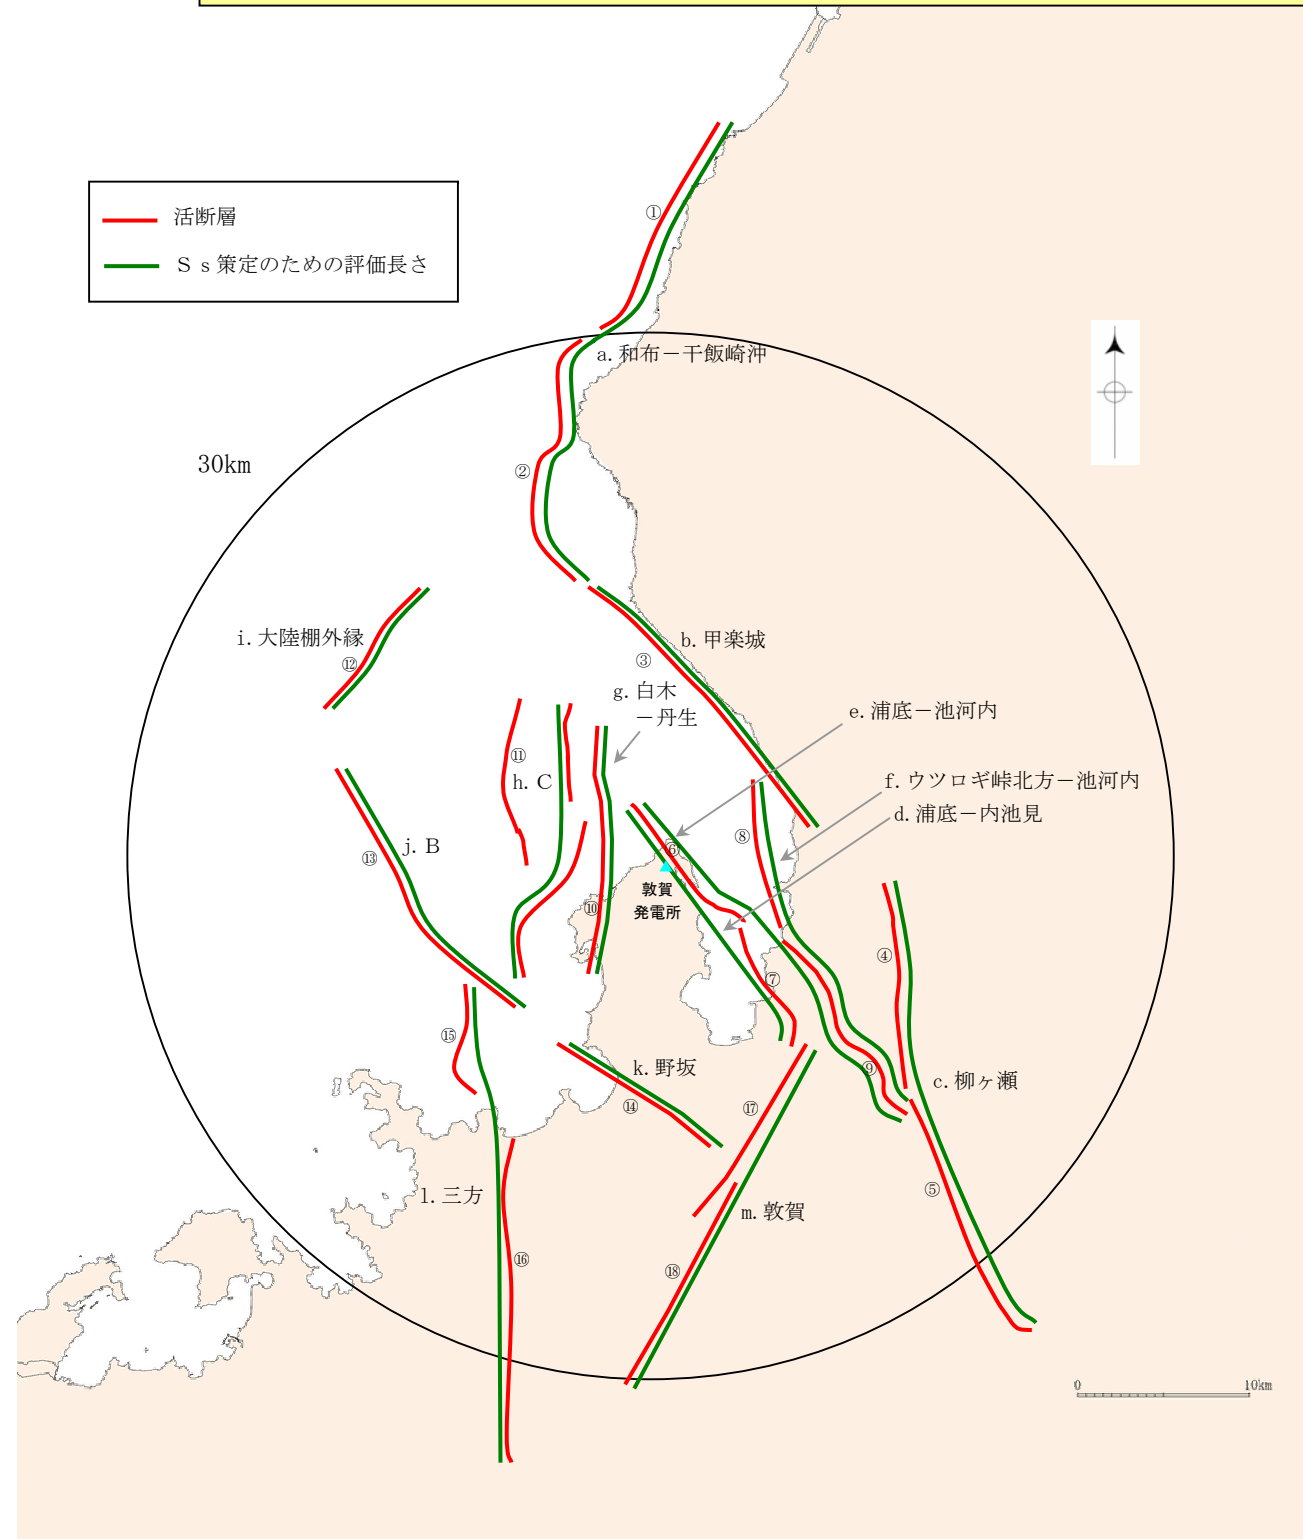 活断層
Ｓｓ策定のための評価長さ
①
a.和布－干飯崎沖
30km
②
i.大陸棚外縁
⑫
③
b.甲楽城
g.白木
－丹生
e.浦底－池河内
⑪
h.Ｃ
f.ウツロギ峠北方－池河内
d.浦底－内池見
j.Ｂ
⑬
⑧
⑥
敦賀
発電所
⑩
④
⑦
⑮
k.野坂
⑨
c.柳ヶ瀬
⑭
⑰
l.三方
m.敦賀
⑤
⑯
⑱
0 10km